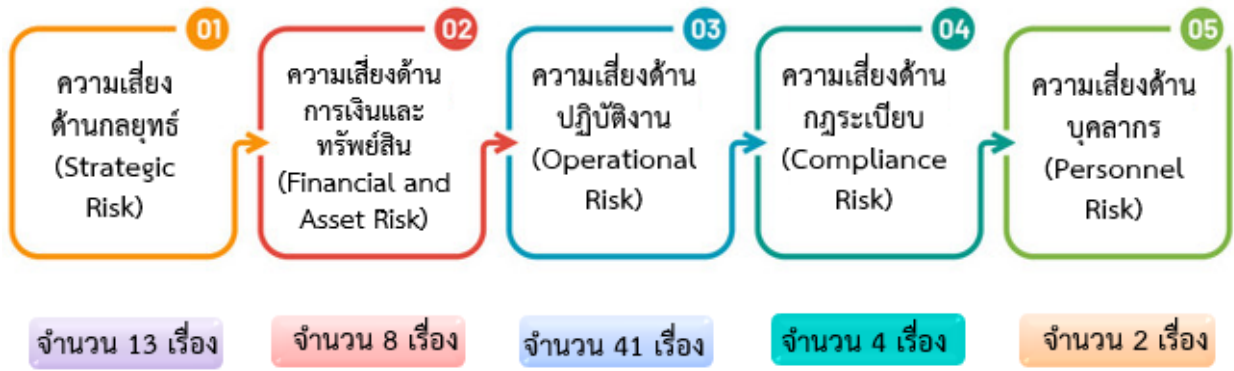 01
ความเสี่ยง
ด้านกลยุทธ์
(Strategic
Risk)
02
ความเสี่ยงด้าน
การเงินและ
ทรัพย์สิน
(Financial and
Asset Risk)
03
ความเสี่ยงด้าน
ปฏิบัติงาน
(Operational
Risk)
04
ความเสี่ยงด้าน
กฎระเบียบ
(Compliance
Risk)
05
ความเสี่ยงด้าน
บุคลากร
(Personnel
Risk)
จำนวน 13 เรื่อง
จำนวน 8 เรื่อง
จำนวน 41 เรื่อง
จำนวน 4 เรื่อง
จำนวน 2 เรื่อง